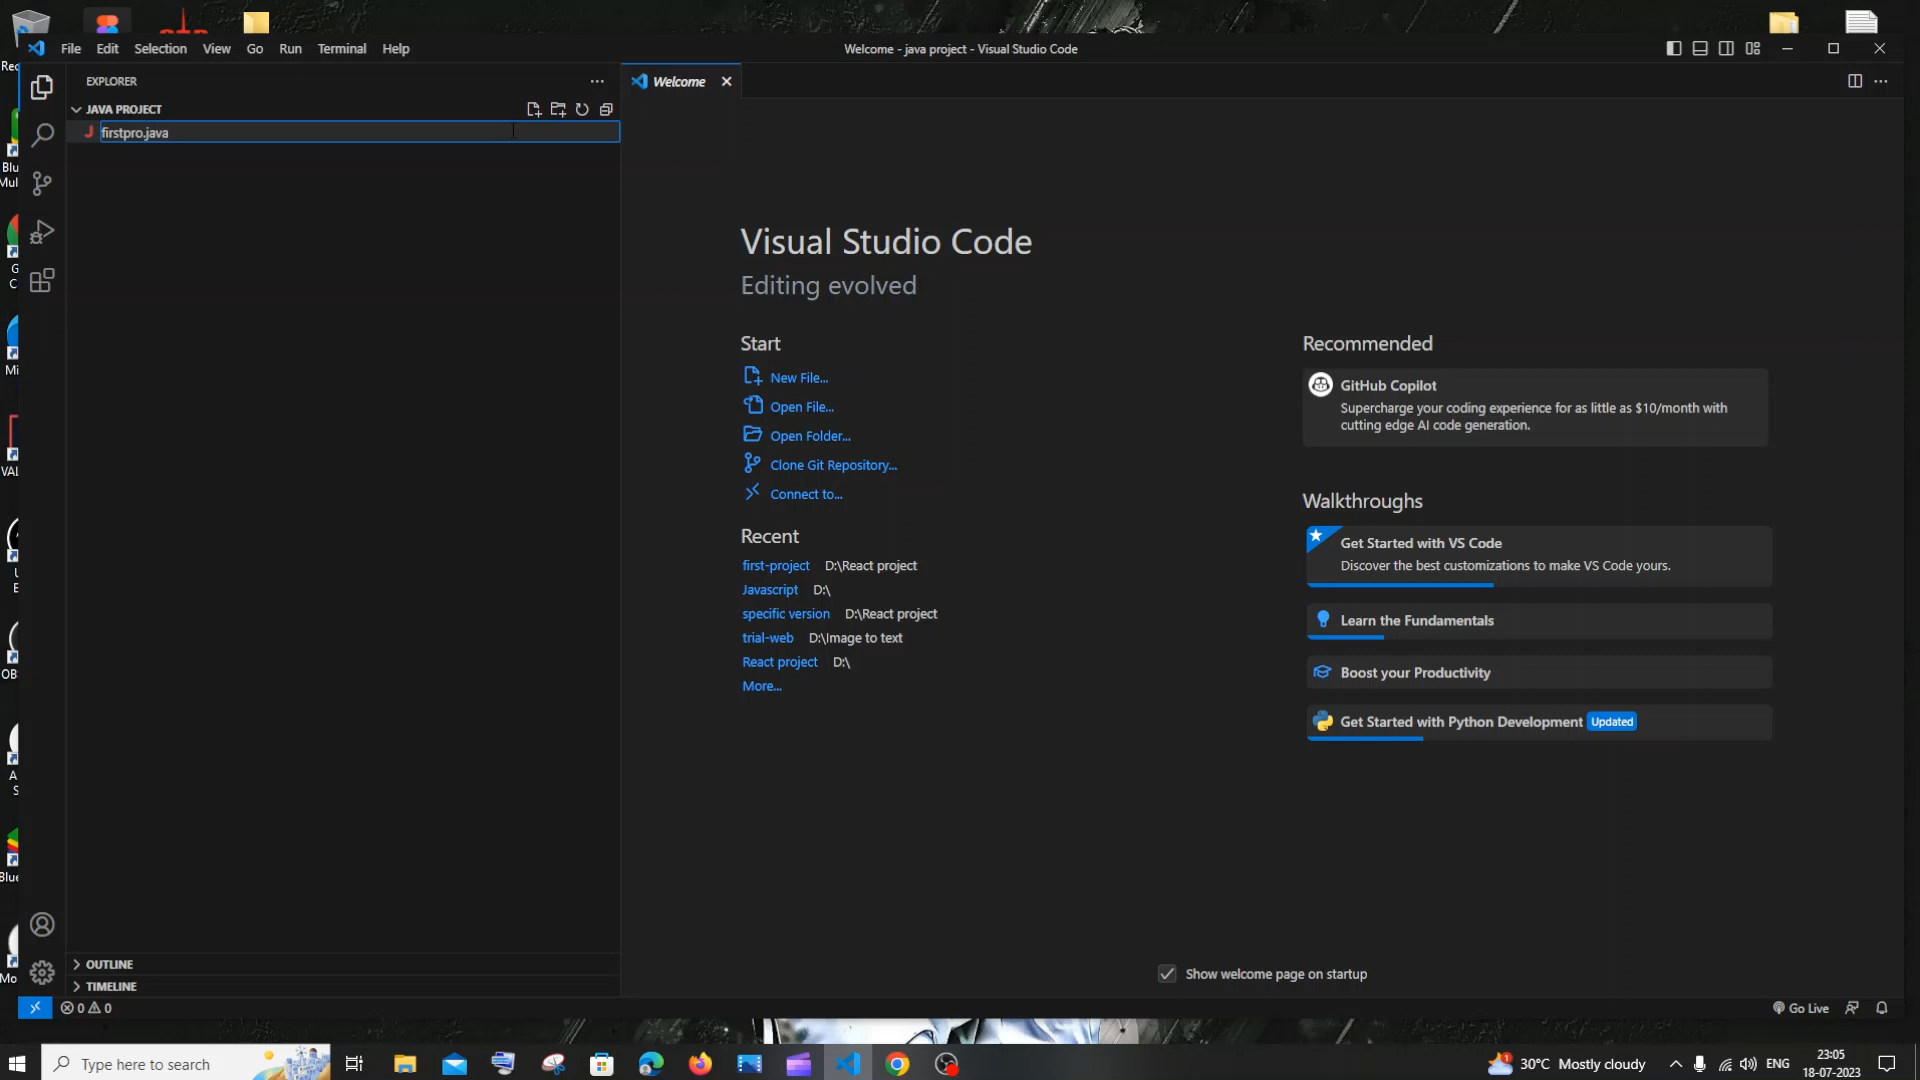 File Edit Selection View Go Run Terminal Help
Welcome - java project - Visual Studio Code
EXPLORER
Welcome
JAVA PROJECT
firstpro.java
Visual Studio Code
Editing evolved
Start
New File...
Open File...
Open Folder...
Clone Git Repository...
Connect to...
Recent
first-project D:\React project
Javascript D:\
specific version D:\React project
trial-web D:\Image to text
React project D:\
More...
Recommended
GitHub Copilot
Supercharge your coding experience for as little as $10/month with
cutting edge AI code generation.
Walkthroughs
Get Started with VS Code
Discover the best customizations to make VS Code yours.
Learn the Fundamentals
Boost your Productivity
Get Started with Python Development Updated
Show welcome page on startup
OUTLINE
TIMELINE
0 0
Go Live
Type here to search
1
30°C Mostly cloudy
ENG
23:05
18-07-2023